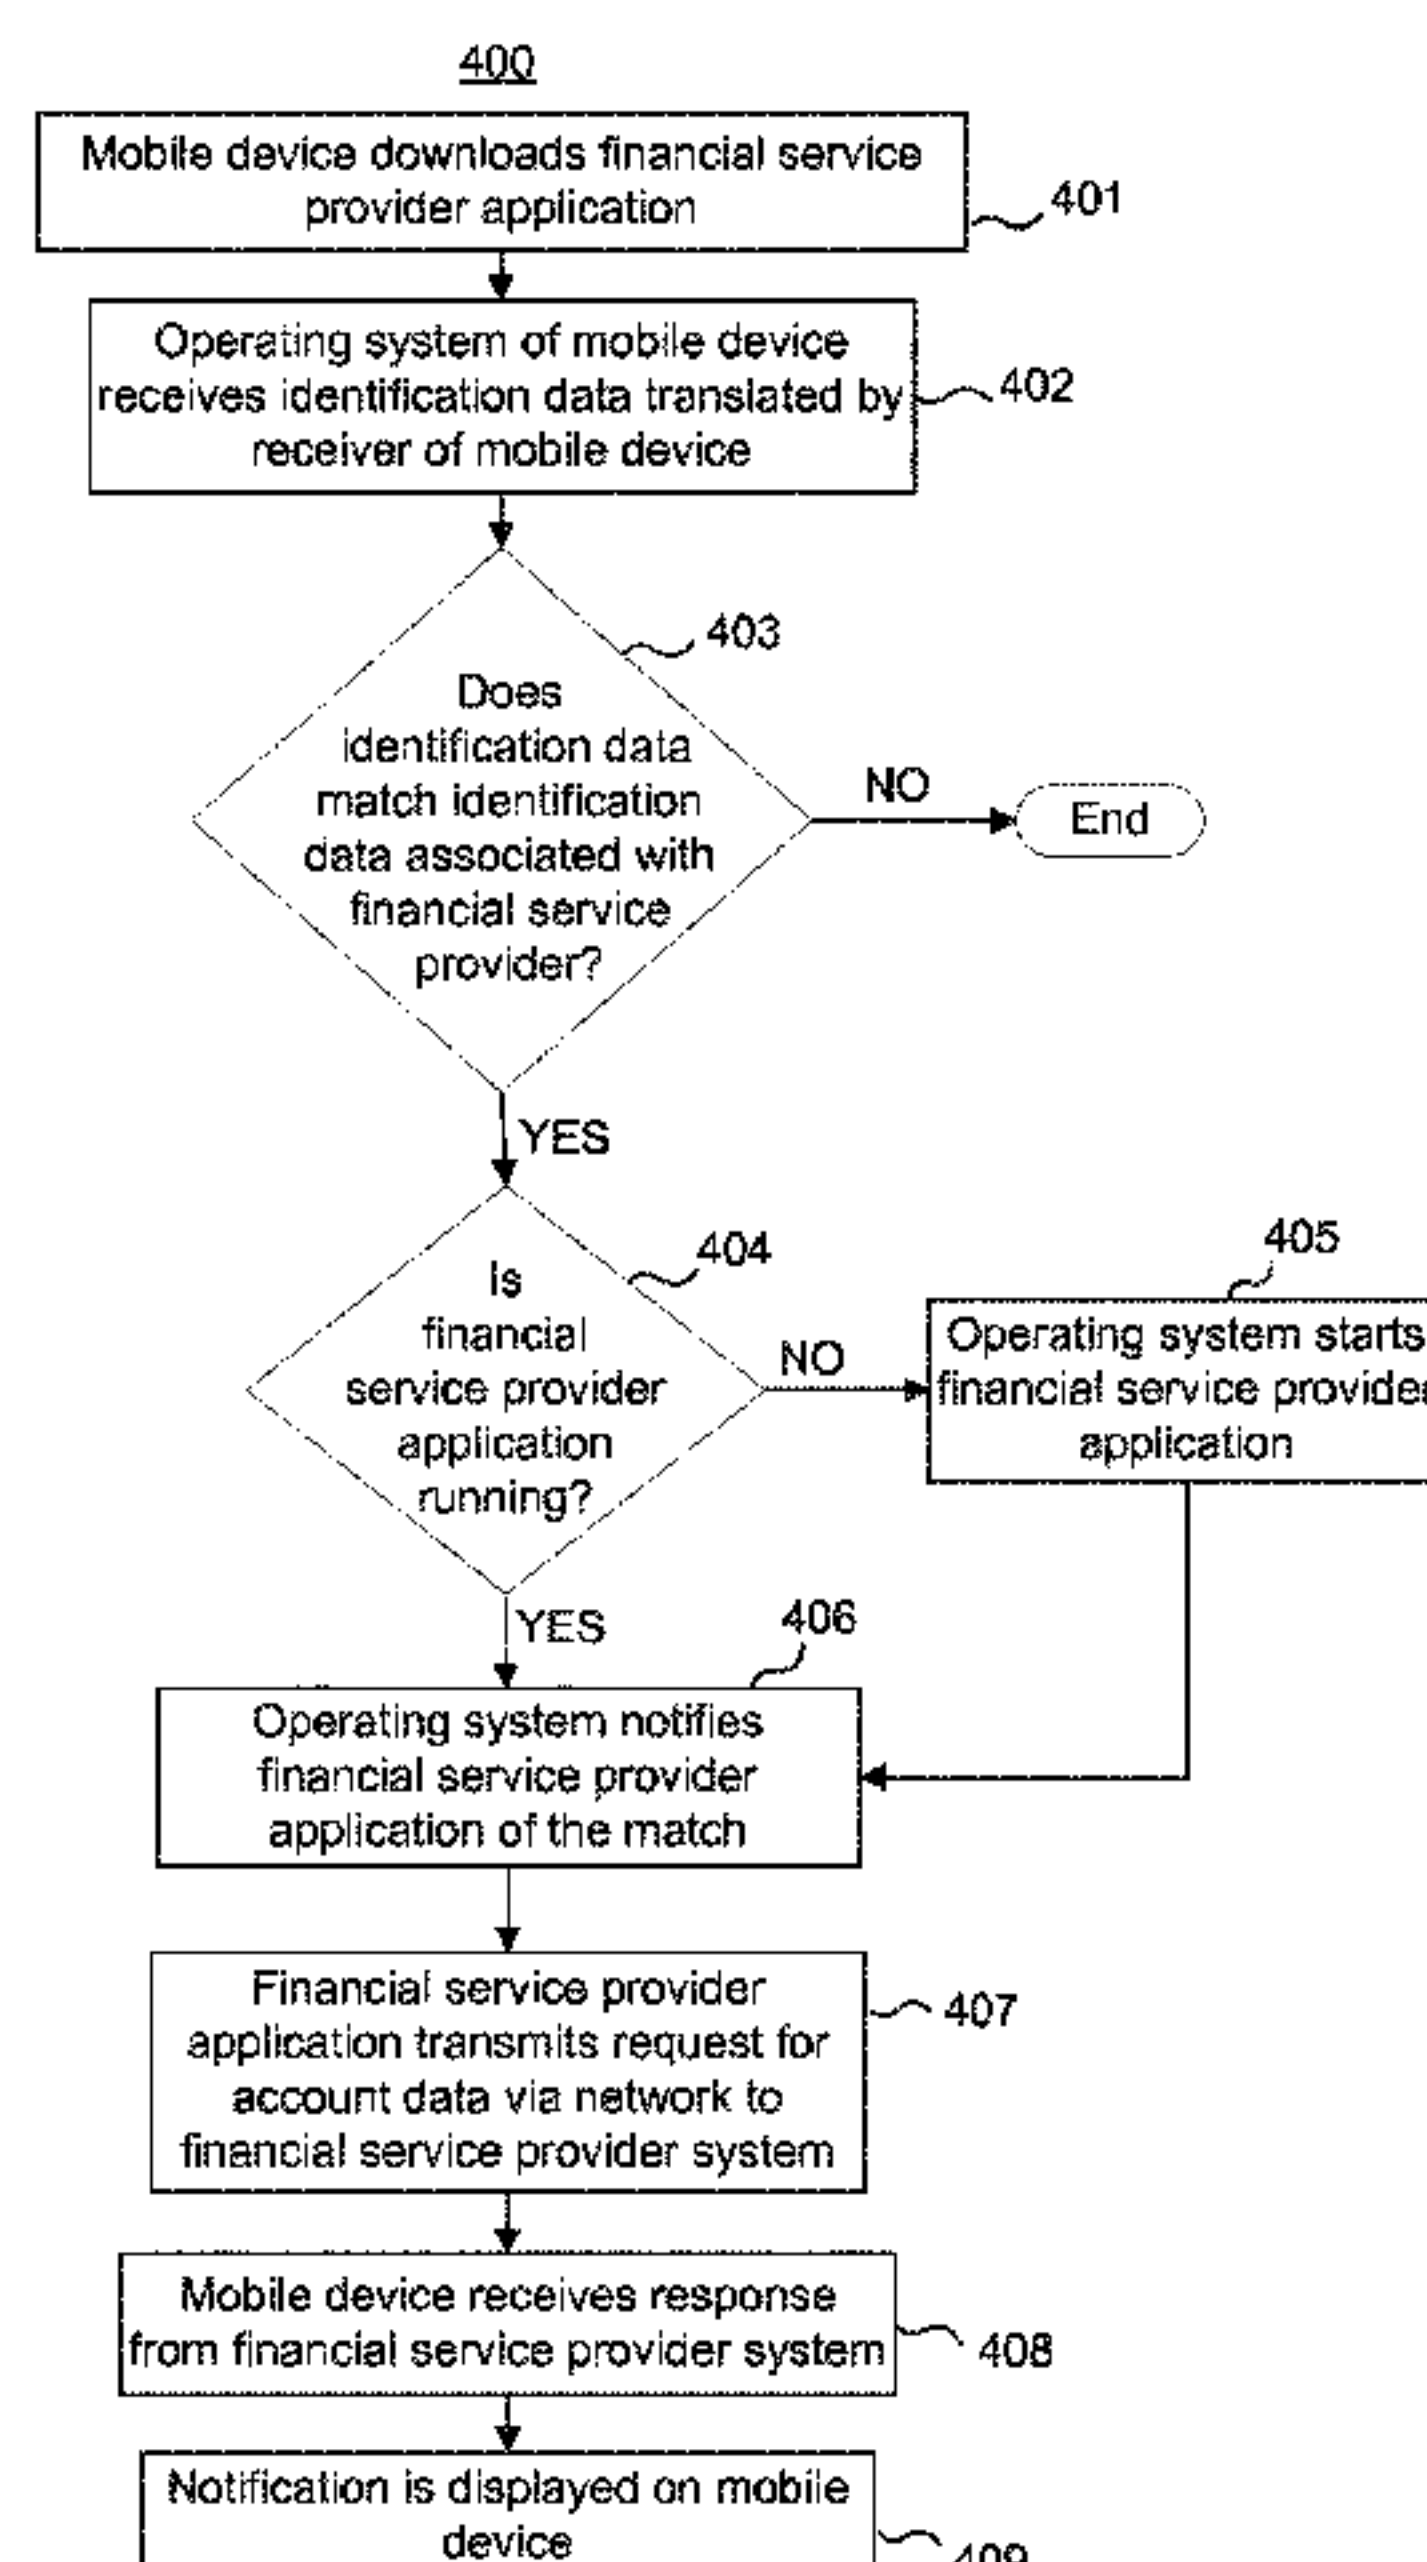 400
Mobile device downloads financial service
provider application
401
Operating system of mobile device
receives identification data translated by
receiver of mobile device
402
403
Does
identification data
match identification
data associated with
financial service
provider?
NO
End
YES
404
Is
financial
service provider
application
running?
NO
405
Operating system starts
financial service
application
YES
406
Operating system notifies
financial service provider
application of the match
Financial service provider
application transmits request for
account data via network to
financial service provider system
407
Mobile device receives response
from financial service provider system
408
Notification is displayed on mobile
device
409